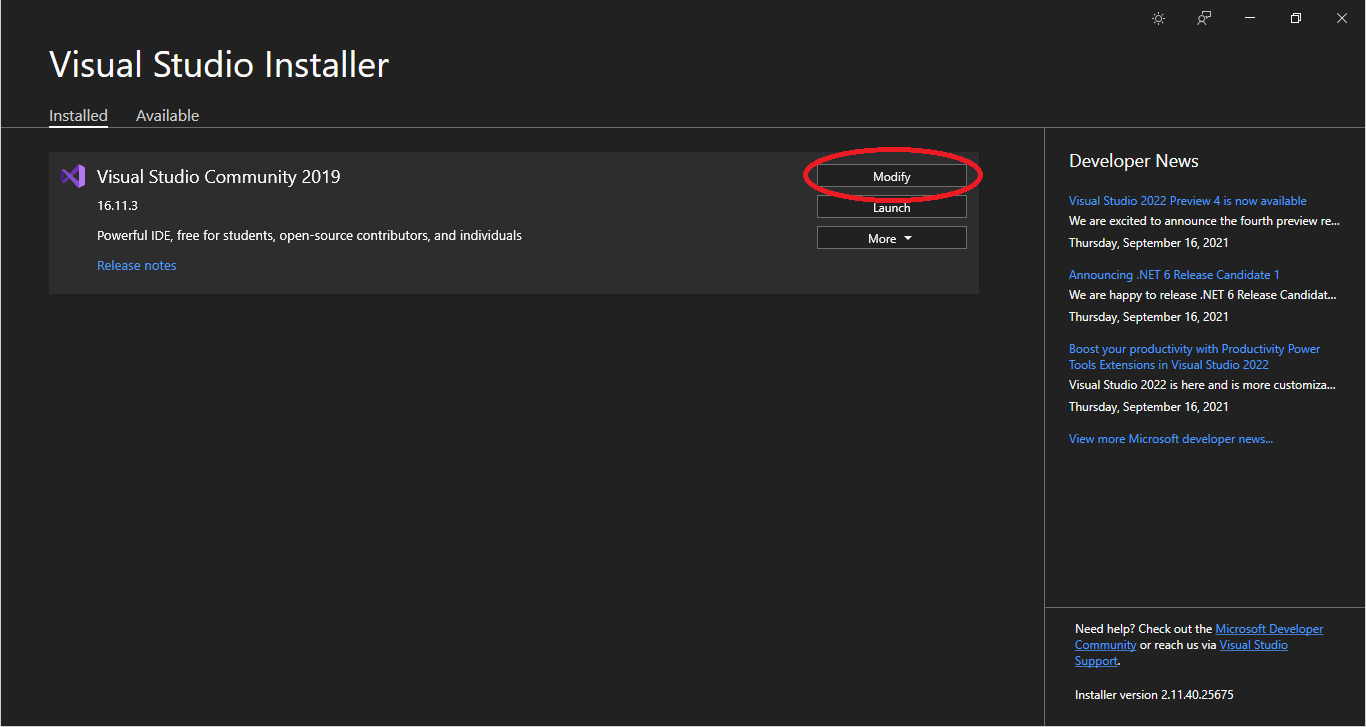 Visual Studio Installer
Installed
Available
Visual Studio Community 2019
16.11.3
Powerful IDE, free for students, open-source contributors, and individuals
Release notes
Modify
Launch
More
Developer News
Visual Studio 2022 Preview 4 is now available
We are excited to announce the fourth preview re...
Thursday, September 16, 2021
Announcing .NET 6 Release Candidate 1
We are happy to release .NET 6 Release Candidat...
Thursday, September 16, 2021
Boost your productivity with Productivity Power
Tools Extensions in Visual Studio 2022
Visual Studio 2022 is here and is more customiza...
Thursday, September 16, 2021
View more Microsoft developer news...
Need help? Check out the Microsoft Developer
Community or reach us via Visual Studio
Support.
Installer version 2.11.40.25675